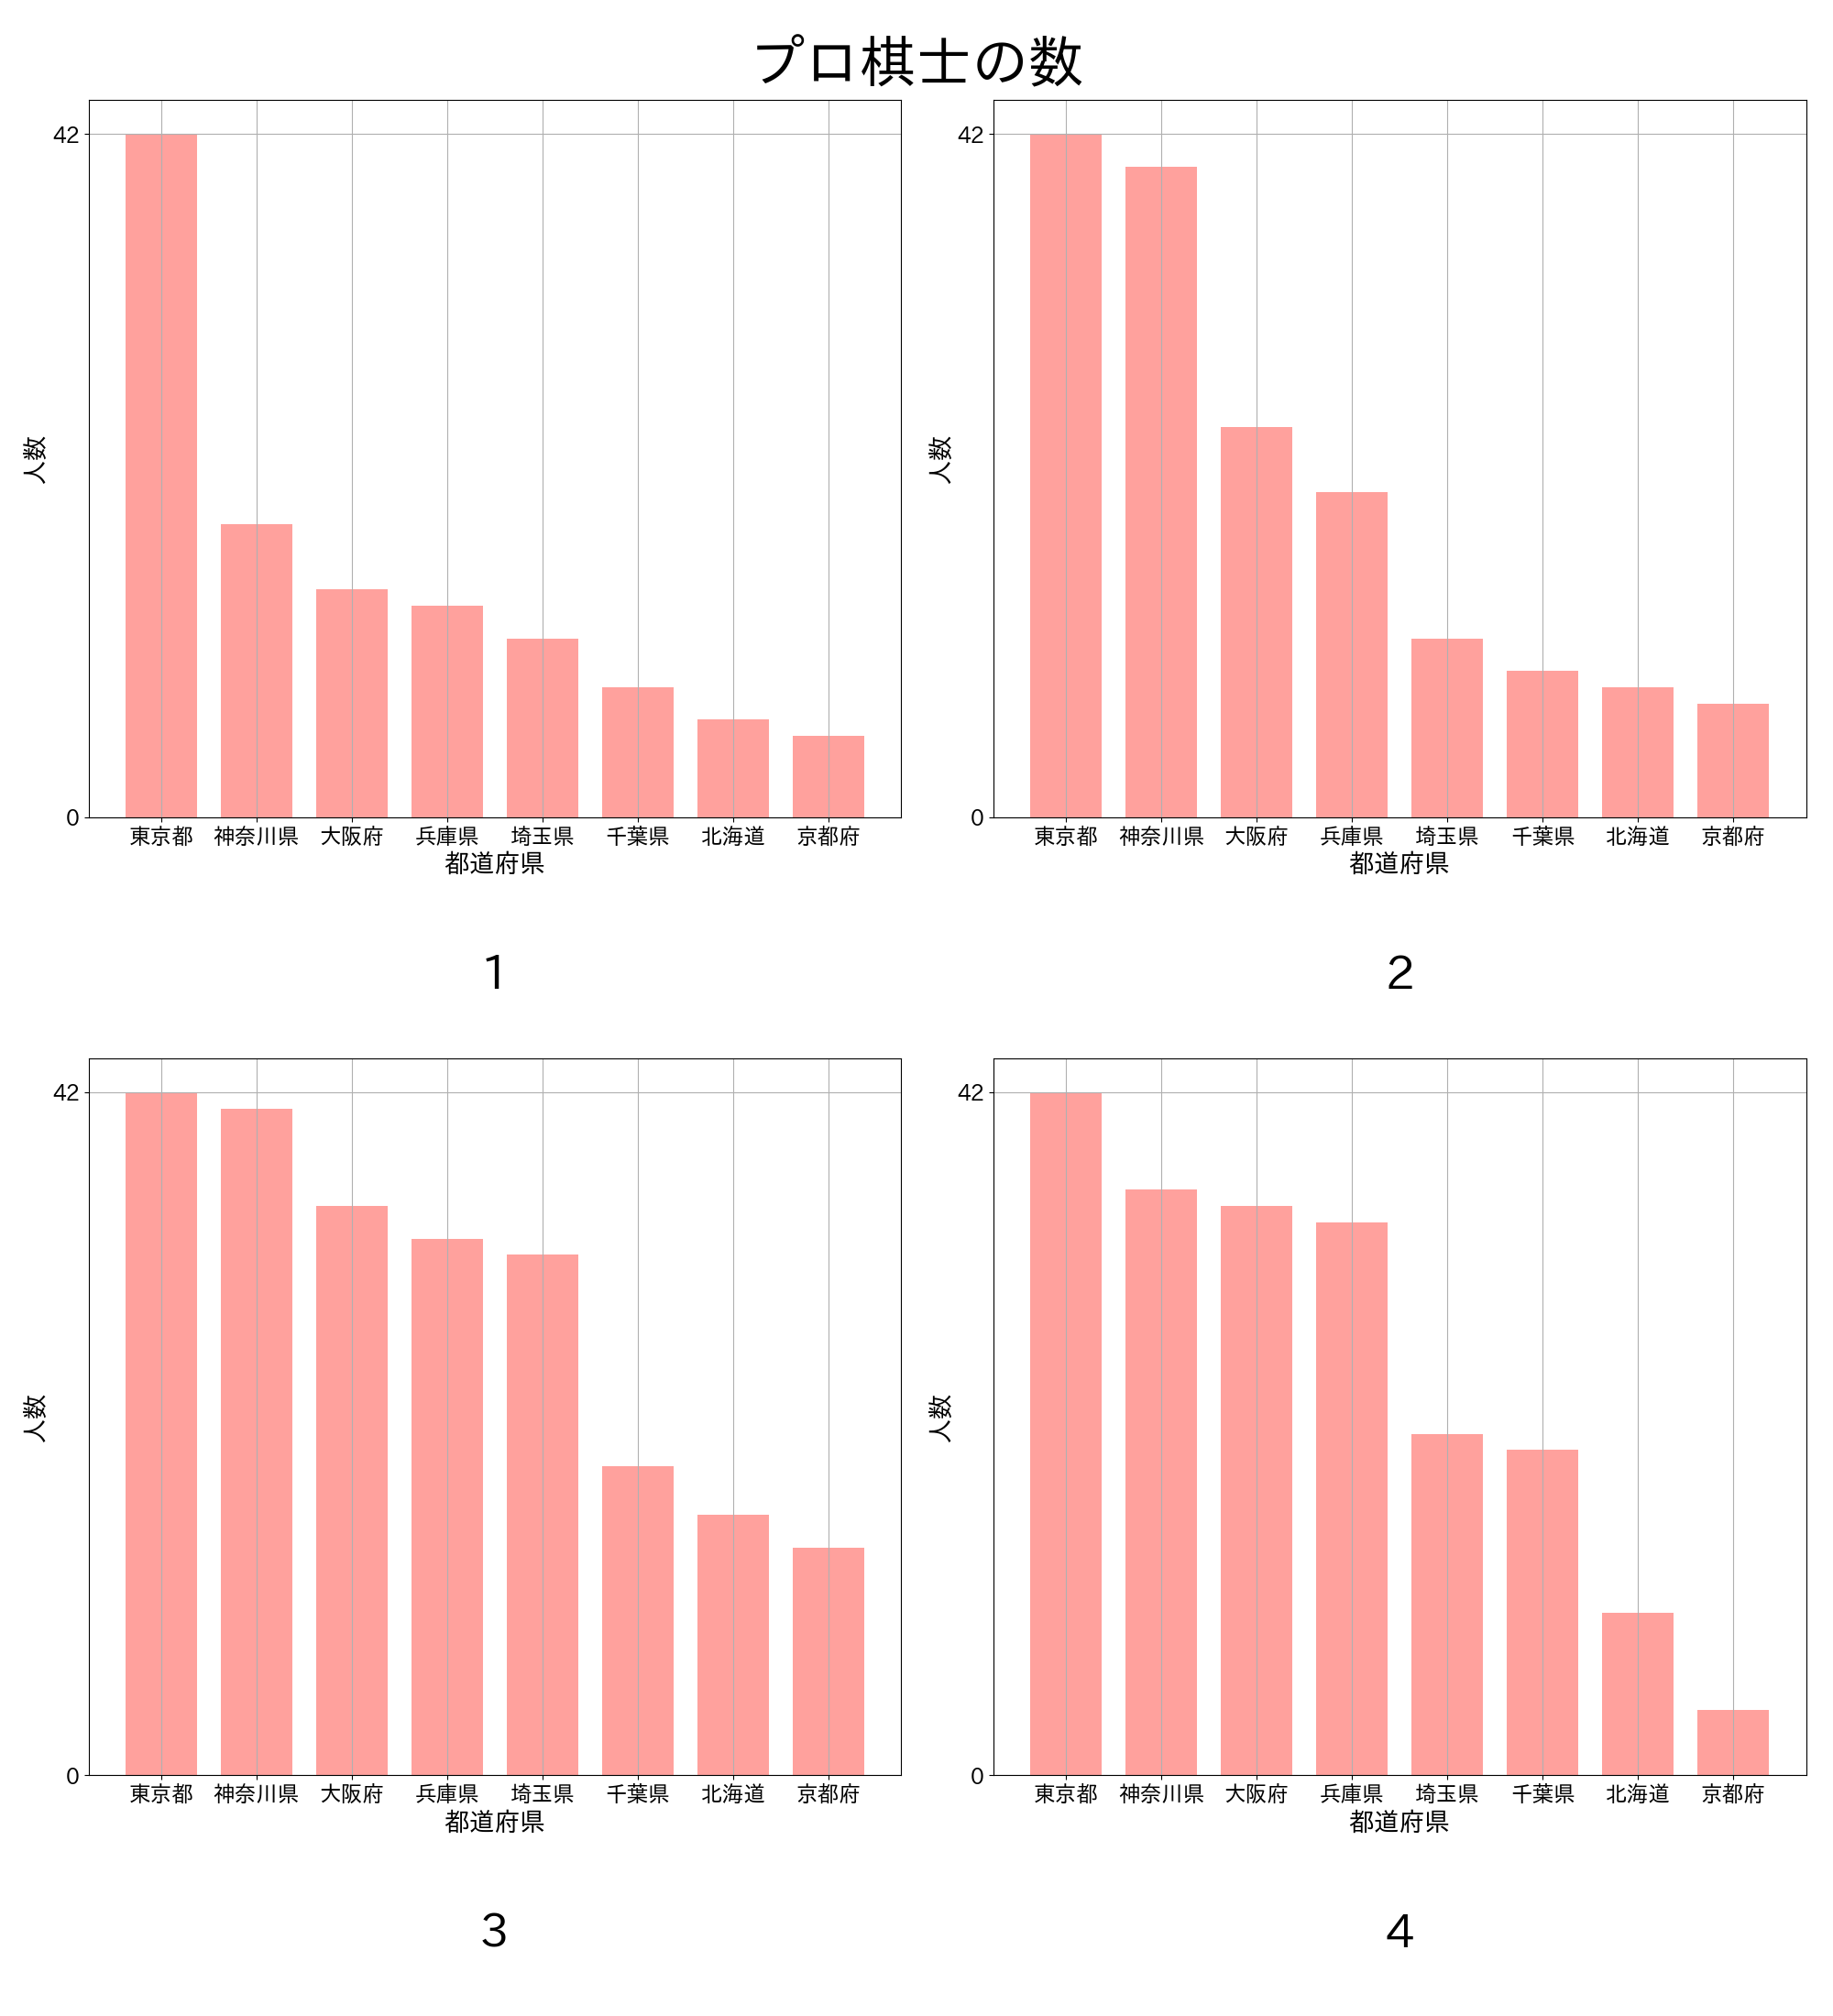 プロ棋士の数
42
0
人数
東京都 神奈川県 大阪府 兵庫県 埼玉県 千葉県 北海道 京都府
都道府県
1
42
0
人数
東京都 神奈川県 大阪府 兵庫県 埼玉県 千葉県 北海道 京都府
都道府県
2
42
0
人数
東京都 神奈川県 大阪府 兵庫県 埼玉県 千葉県 北海道 京都府
都道府県
3
42
0
人数
東京都 神奈川県 大阪府 兵庫県 埼玉県 千葉県 北海道 京都府
都道府県
4